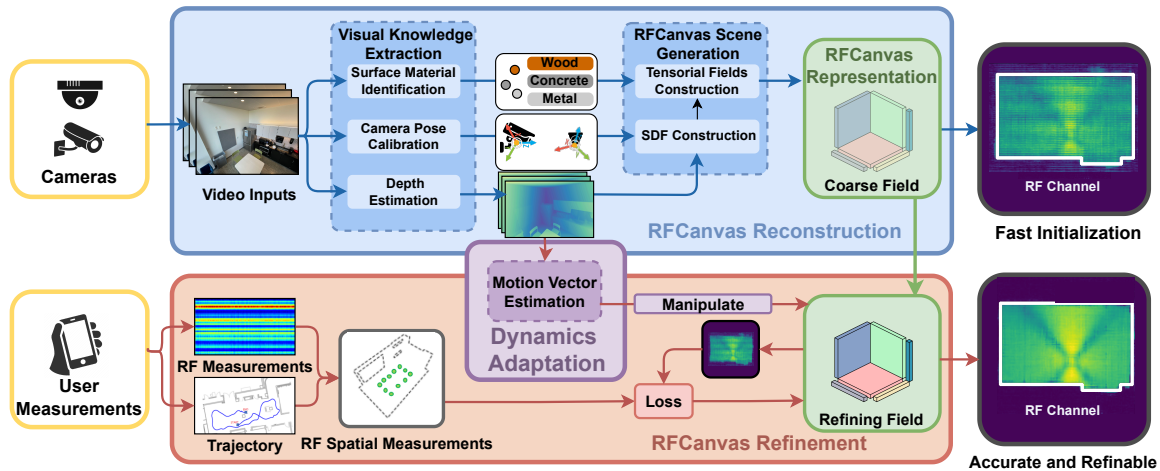 Cameras
Video Inputs
Visual Knowledge
Extraction
Surface Material
Identification
Camera Pose
Calibration
Depth
Estimation
Wood
Concrete
Metal
RFCanvas Scene
Generation
Tensorial Fields
Construction
SDF Construction
RFCanvas
Representation
Coarse Field
RFCanvas Reconstruction
RF Channel
Fast Initialization
User
Measurements
RF Measurements
Trajectory
RF Spatial Measurements
Motion Vector
Estimation
Dynamics
Adaptation
Manipulate
Loss
Refining Field
RFCanvas Refinement
RF Channel
Accurate and Refinable